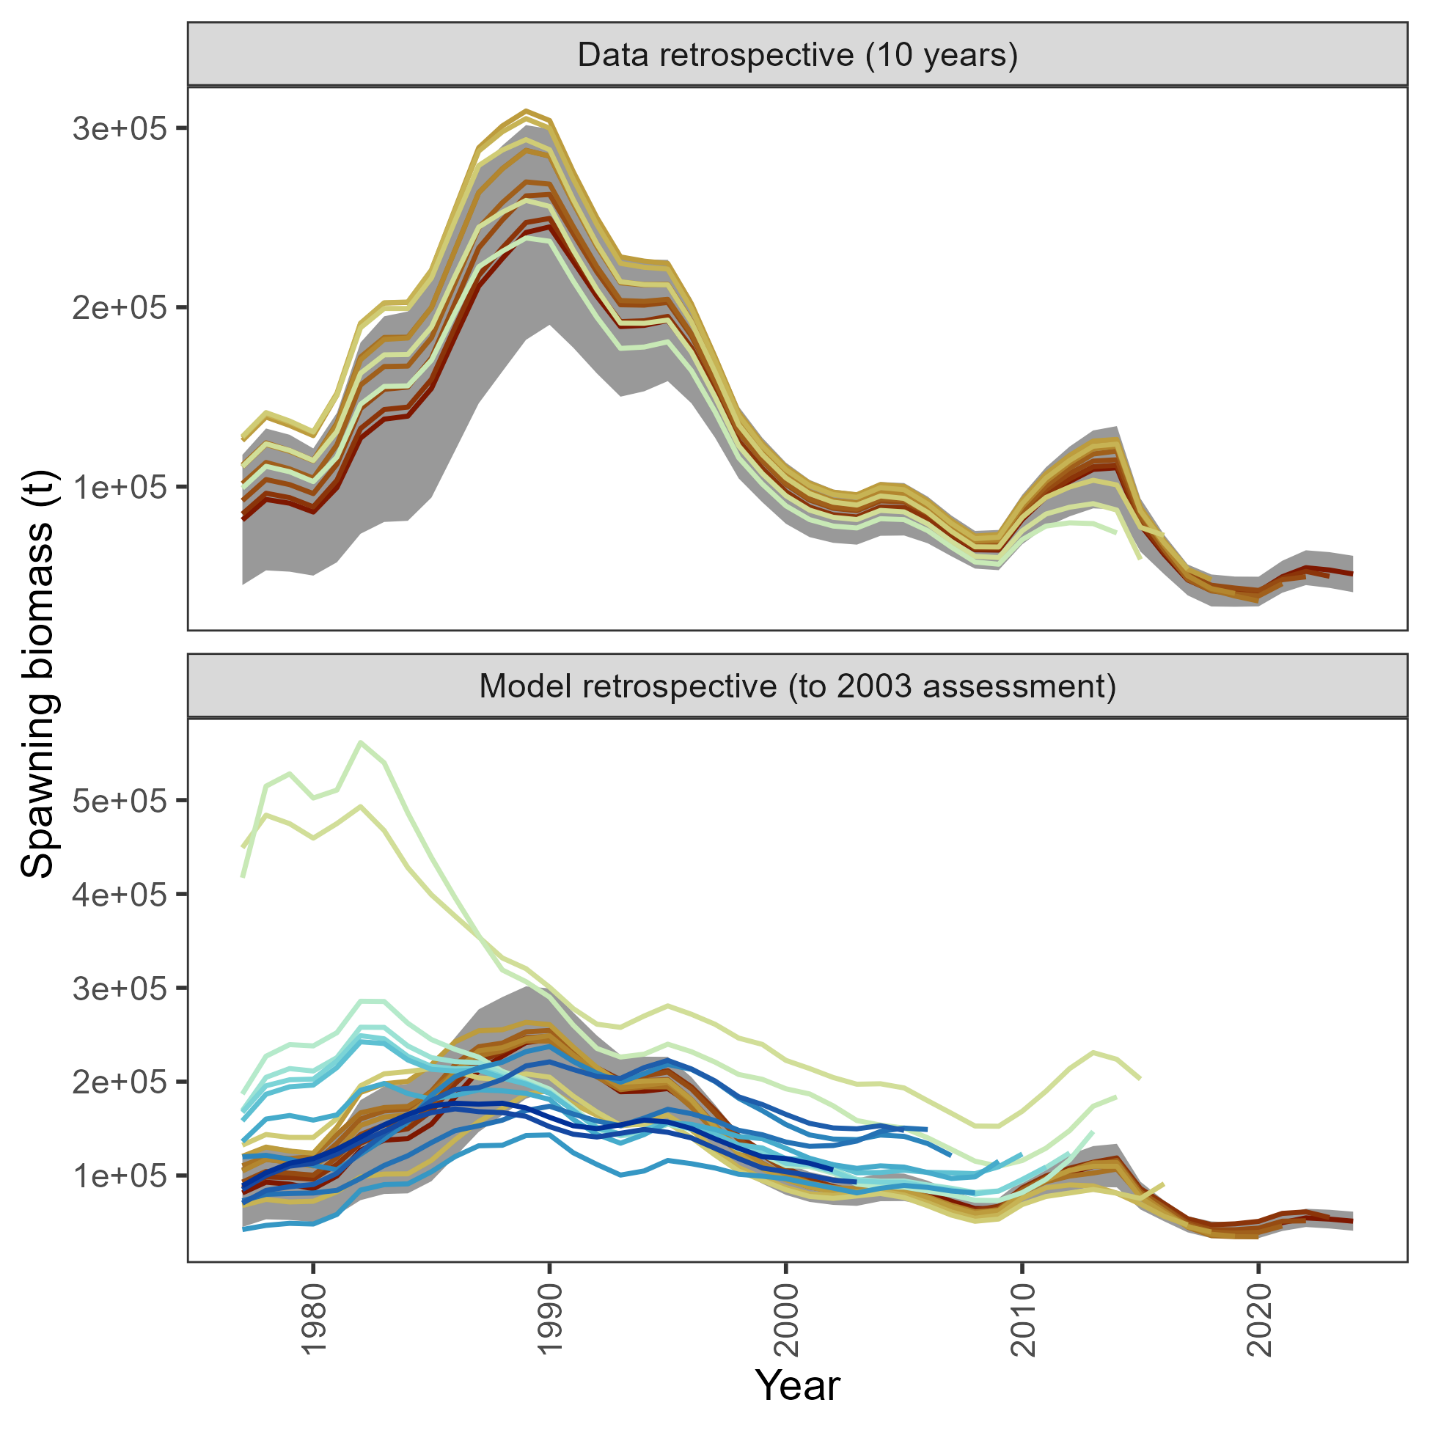 Data retrospective (10 years)
3e+05
2e+05
1e+05
Spawning biomass (t)
Model retrospective (to 2003 assessment)
5e+05
4e+05
3e+05
2e+05
1e+05
1980
1990
2000
2010
2020
Year